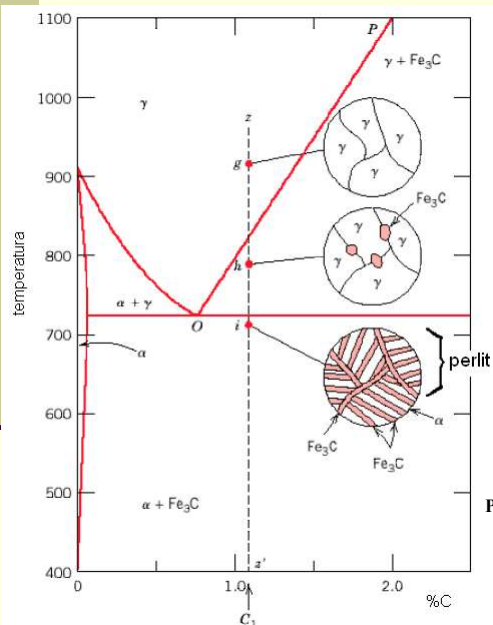 1100
P
γ + Fe₃C
γ
1000
z
g
γ
γ
γ
γ
900
Fe₃C
temperatura
γ
800
h
γ
γ
γ
α + γ
O
i
700
α
perlit
600
α
Fe₃C
Fe₃C
500
α + Fe₃C
P
z'
400
0
1.0
2.0
%C
C₁